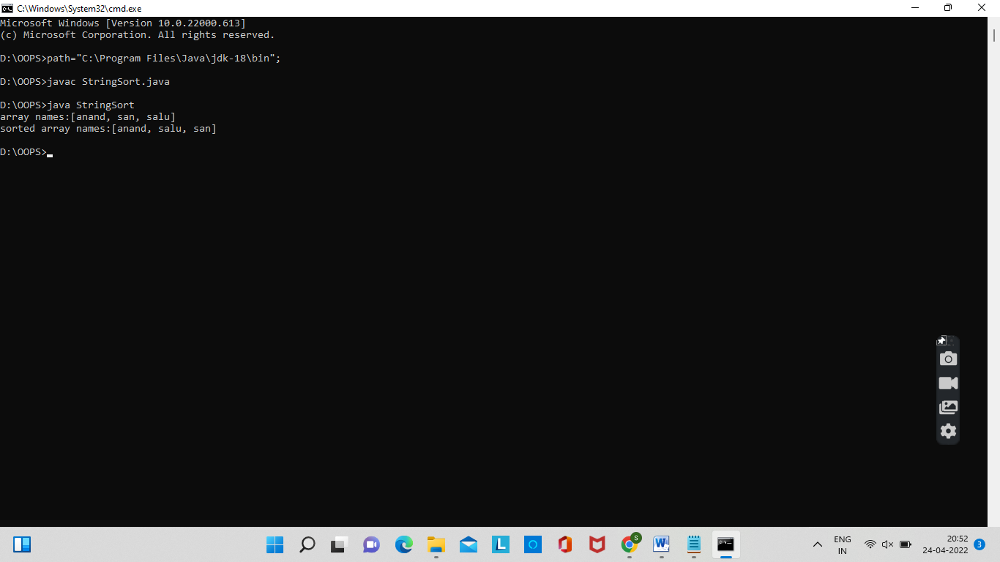 C:\Windows\System32\cmd.exe
Microsoft Windows [Version 10.0.22000.613]
(c) Microsoft Corporation. All rights reserved.
D:\OOPS>path="C:\Program Files\Java\jdk-18\bin";
D:\OOPS>javac StringSort.java
D:\OOPS>java StringSort
array names:[anand, san, salu]
sorted array names:[anand, salu, san]
D:\OOPS>
L
S
W
ENG
IN
20:52
24-04-2022
3